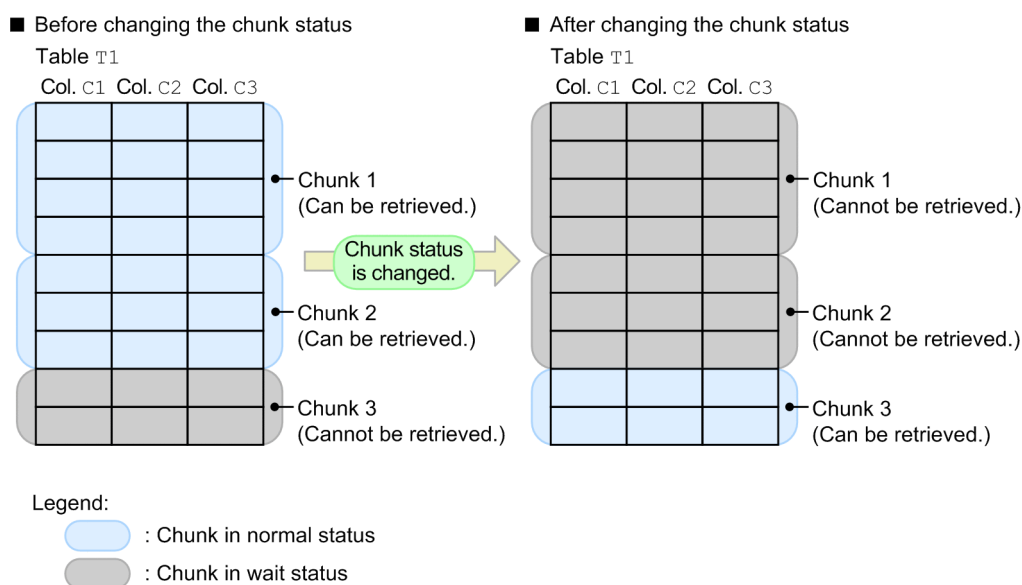 ■ Before changing the chunk status
Table T1
Col. C1 Col. C2 Col. C3
Chunk 1
(Can be retrieved.)
Chunk 2
(Can be retrieved.)
Chunk 3
(Cannot be retrieved.)
Chunk status
is changed.
■ After changing the chunk status
Table T1
Col. C1 Col. C2 Col. C3
Chunk 1
(Cannot be retrieved.)
Chunk 2
(Cannot be retrieved.)
Chunk 3
(Can be retrieved.)
Legend:
: Chunk in normal status
: Chunk in wait status